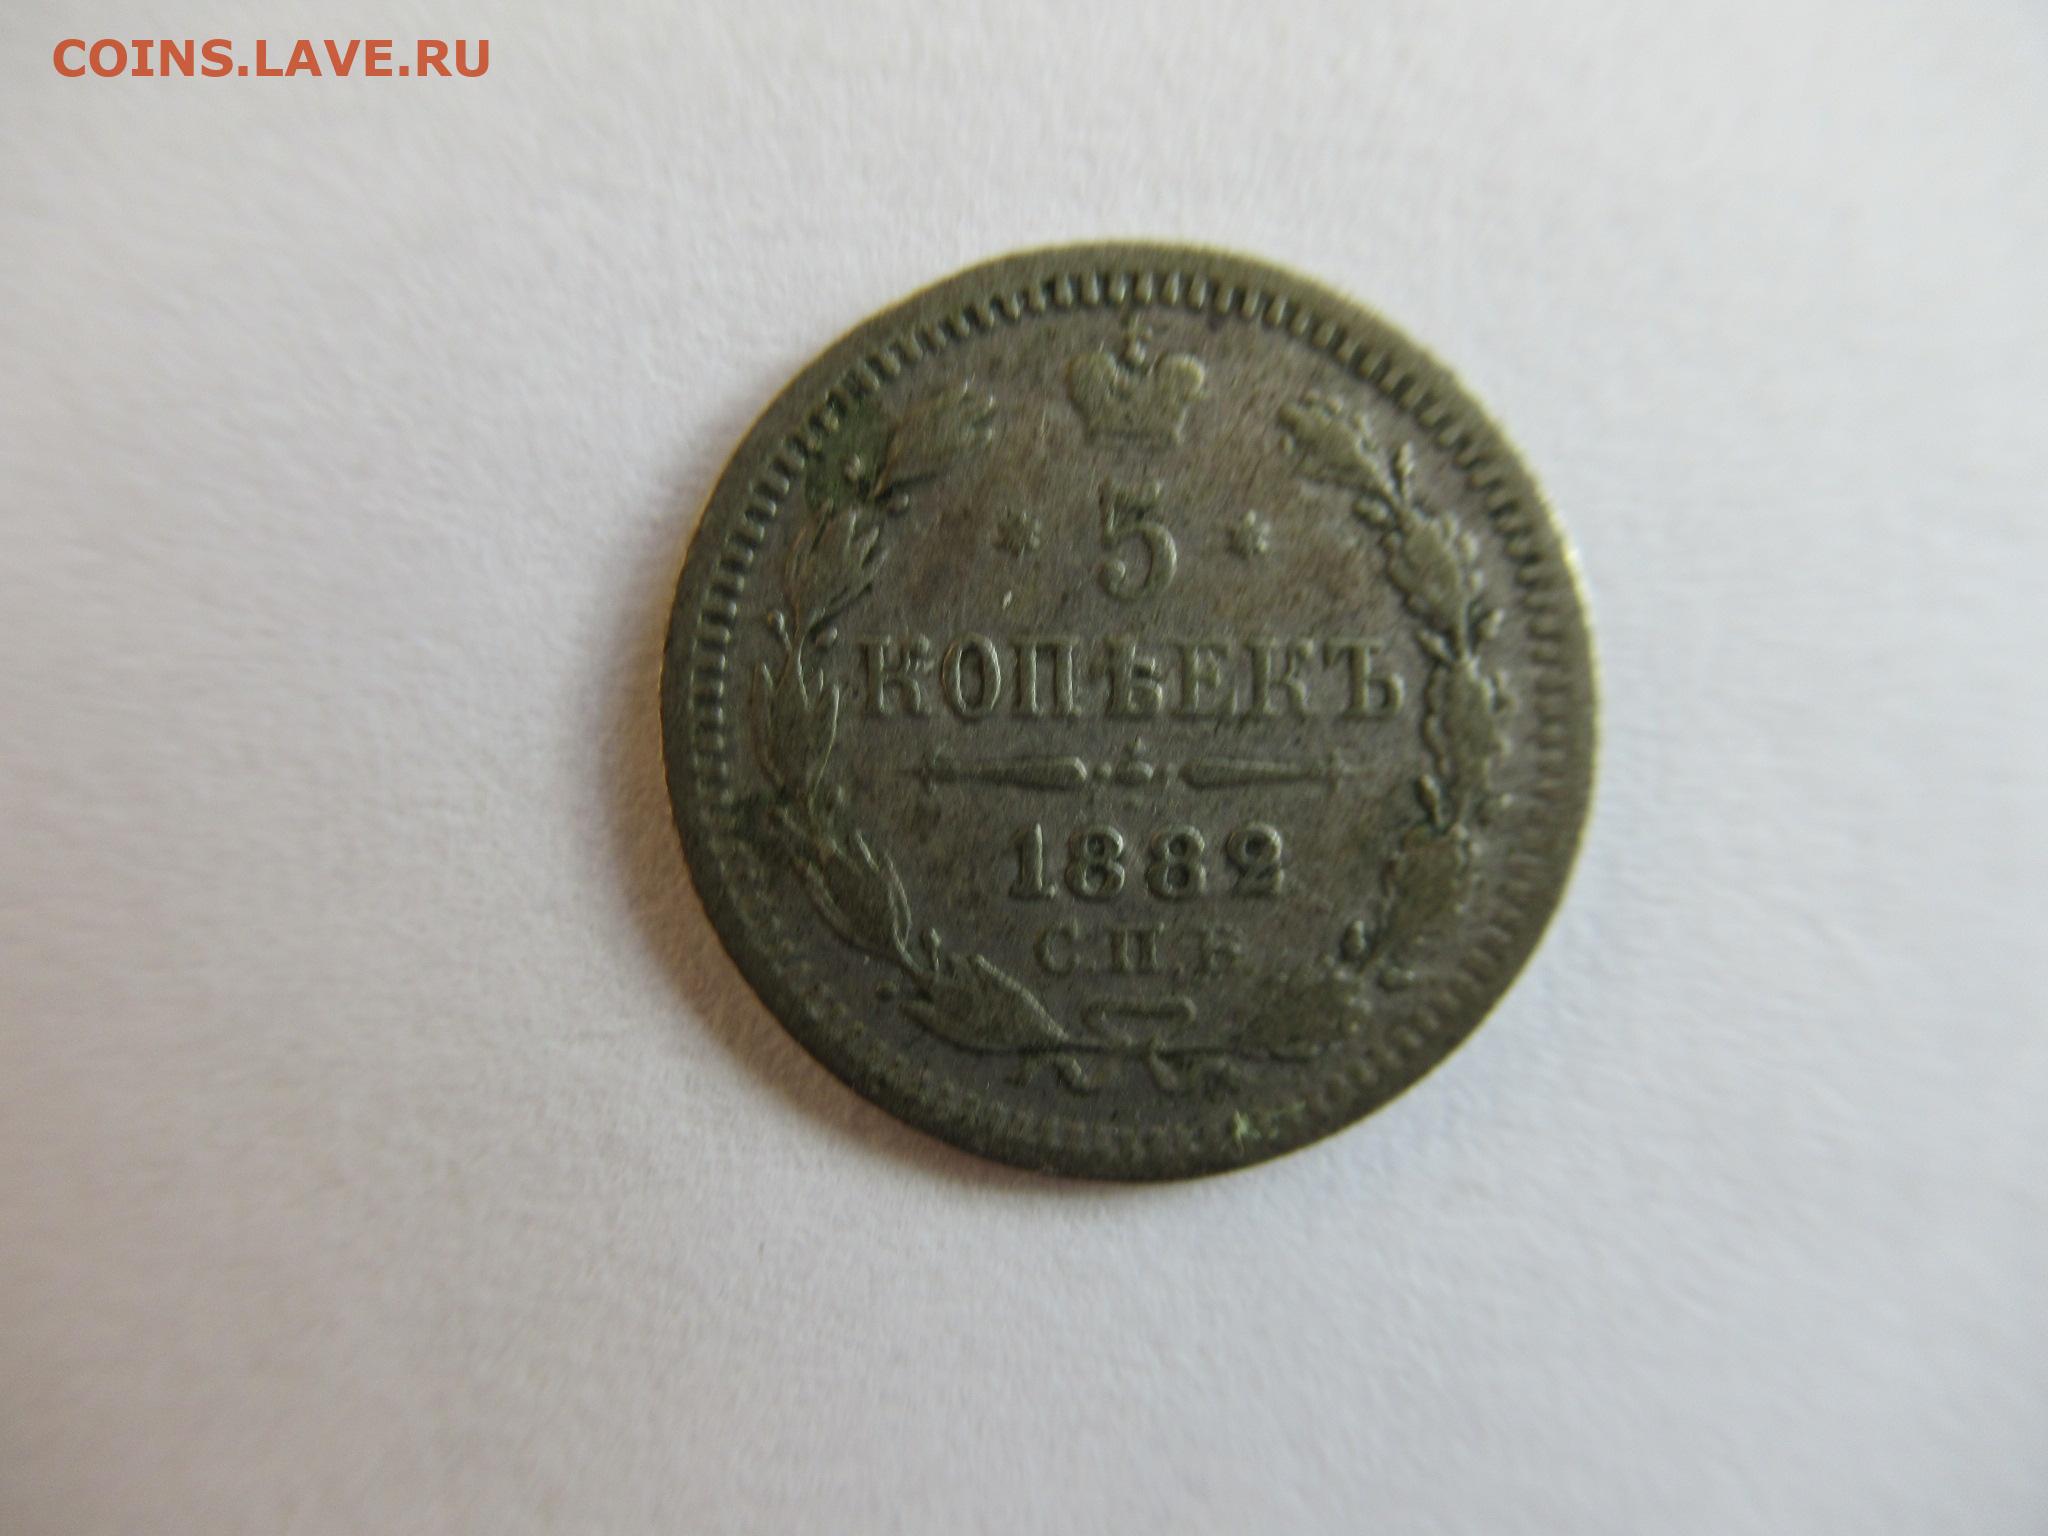 COINS.LAVE.RU
* 5 *
КОПѢЕКЪ
1882
СПБ